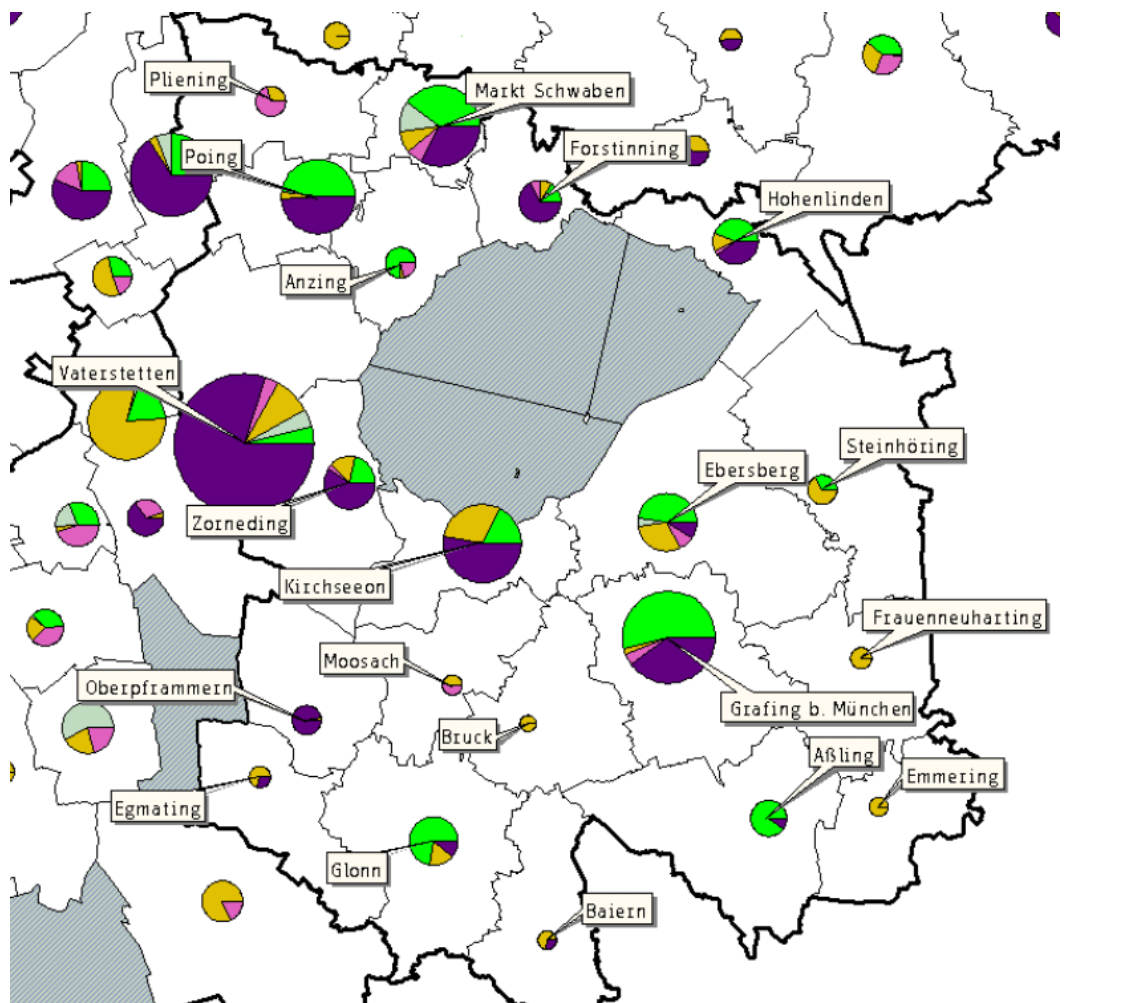 Pliening
Markt Schwaben
Poing
Forstinning
Hohenlinden
Anzing
Vaterstetten
Steinhöring
Ebersberg
Zorneding
Kirchseeon
Frauenneuharting
Moosach
Oberpframmern
Grafing b. München
Bruck
Aßling
Emmering
Egmating
Glonn
Baiern